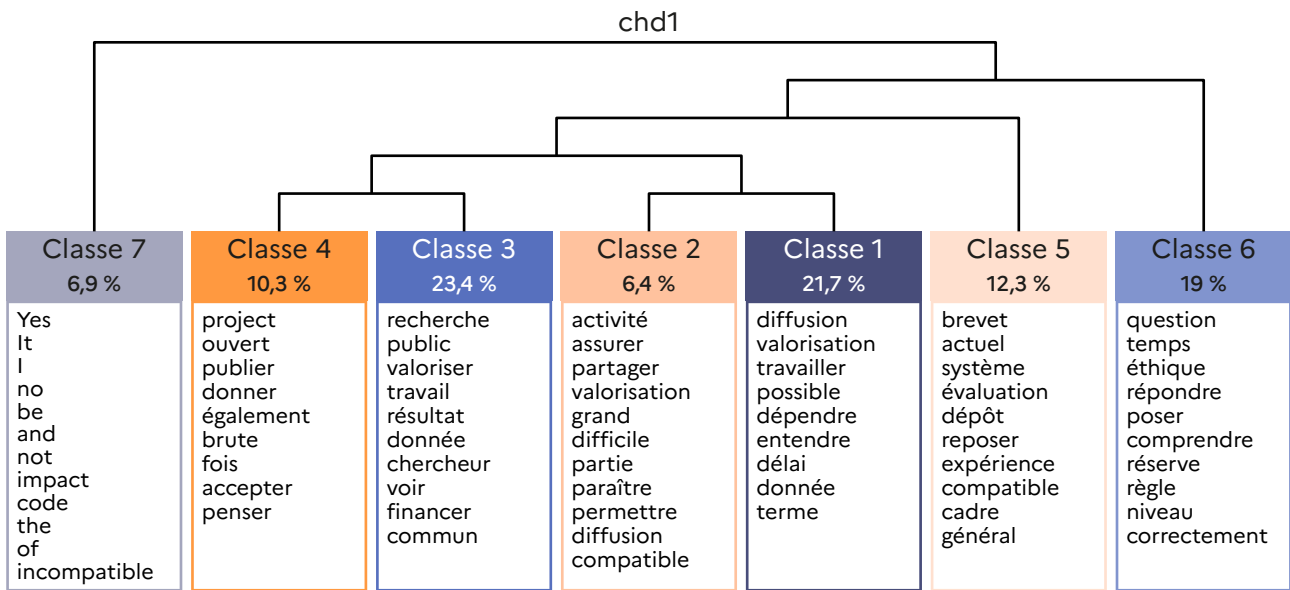 chd1
Classe 7
6,9 %
Yes
It
I
no
be
and
not
impact
code
the
of
incompatible
Classe 4
10,3 %
project
ouvert
publier
donner
également
brute
fois
accepter
penser
Classe 3
23,4 %
recherche
public
valoriser
travail
résultat
donnée
chercheur
voir
financer
commun
Classe 2
6,4 %
activité
assurer
partager
valorisation
grand
difficile
partie
paraître
permettre
diffusion
compatible
Classe 1
21,7 %
diffusion
valorisation
travailler
possible
dépendre
entendre
délai
donnée
terme
Classe 5
12,3 %
brevet
actuel
système
évaluation
dépôt
reposer
expérience
compatible
cadre
général
Classe 6
19 %
question
temps
éthique
répondre
poser
comprendre
réserve
règle
niveau
correctement